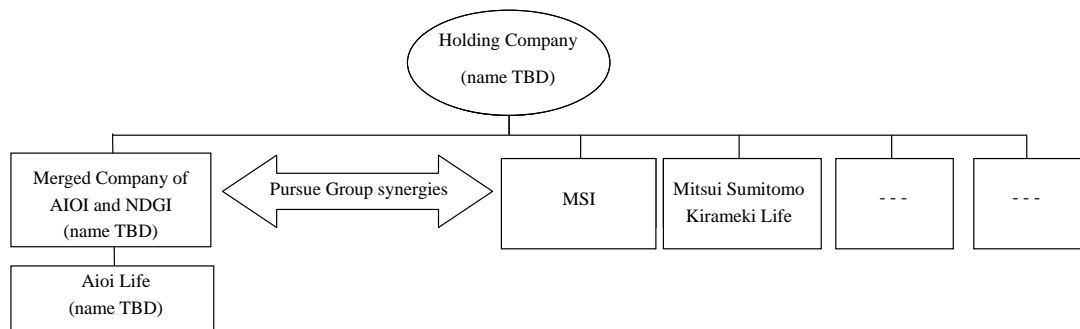 Holding Company
(name TBD)
Merged Company of
AIOI and NDGI
(name TBD)
Pursue Group synergies
MSI
Mitsui Sumitomo
Kirameki Life
- - -
- - -
Aioi Life
(name TBD)